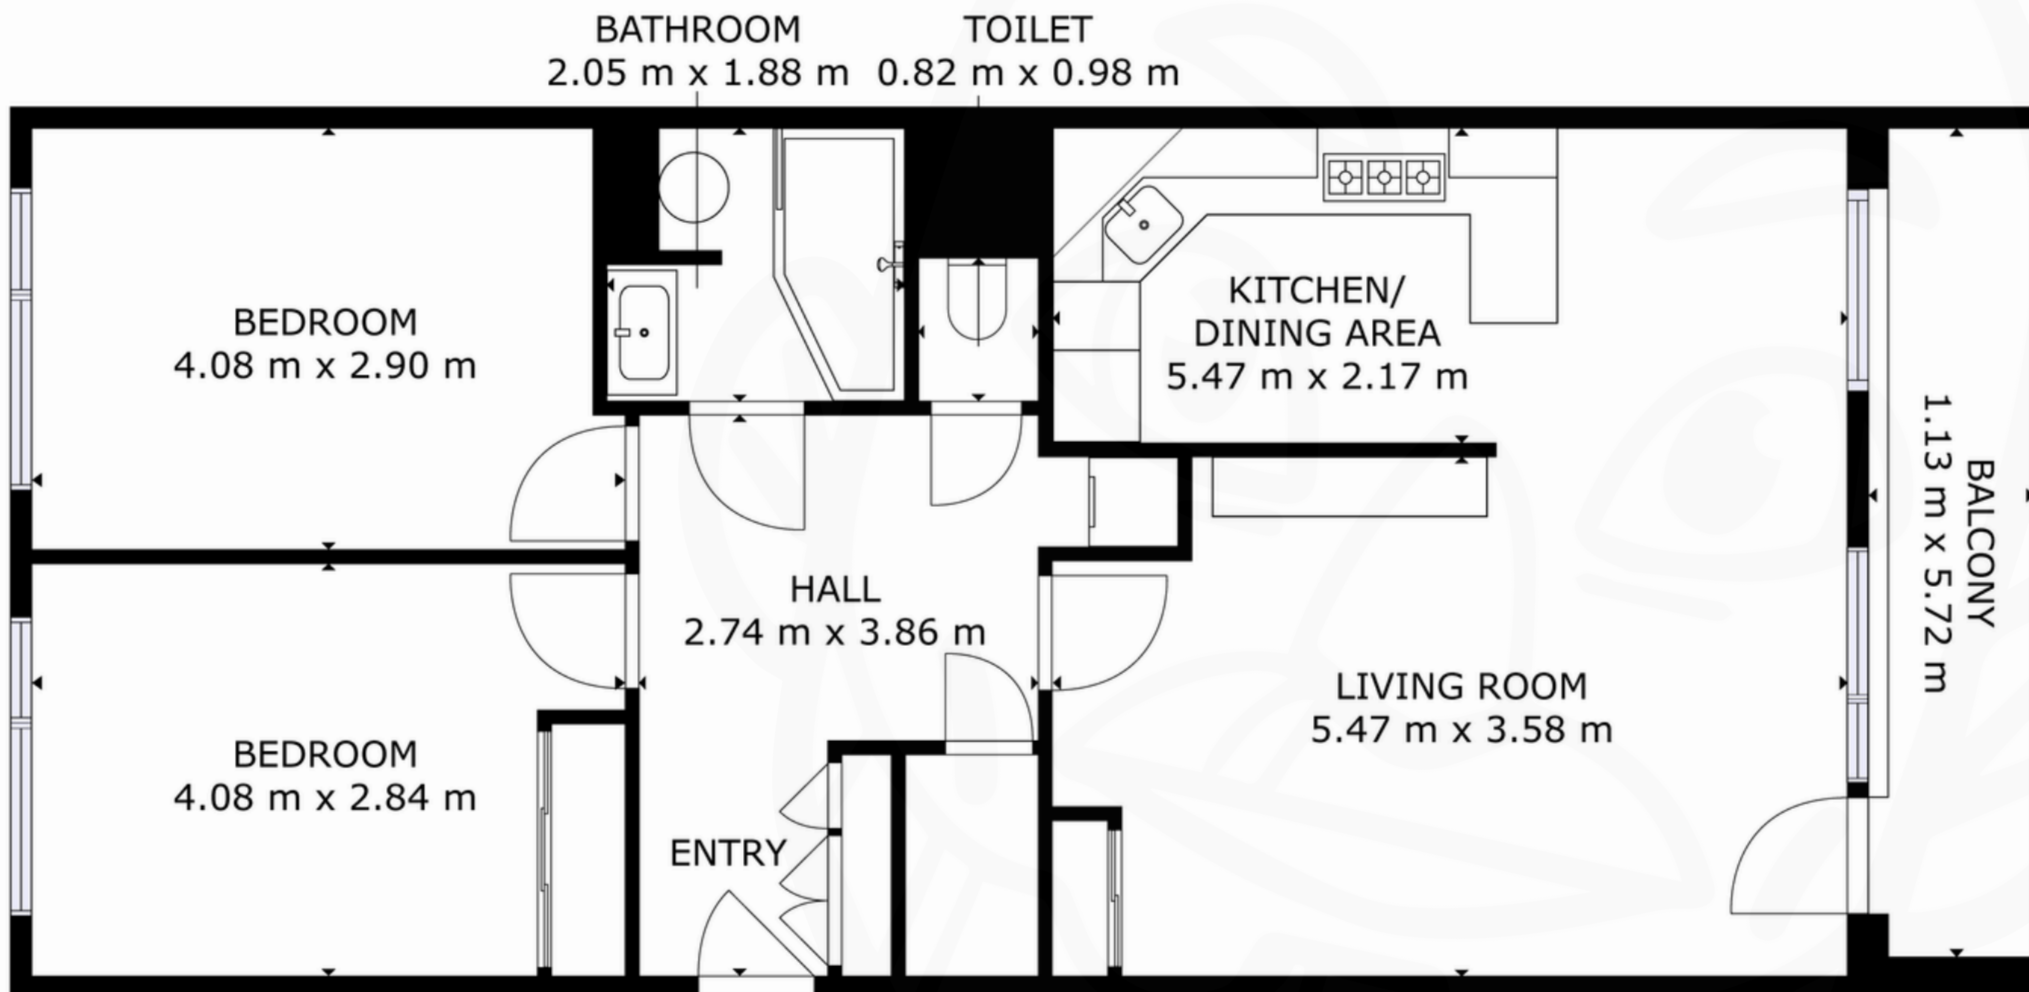 BATHROOM
2.05 m x 1.88 m
TOILET
0.82 m x 0.98 m
BEDROOM
4.08 m x 2.90 m
KITCHEN/
DINING AREA
5.47 m x 2.17 m
BALCONY
1.13 m x 5.72 m
HALL
2.74 m x 3.86 m
LIVING ROOM
5.47 m x 3.58 m
BEDROOM
4.08 m x 2.84 m
ENTRY